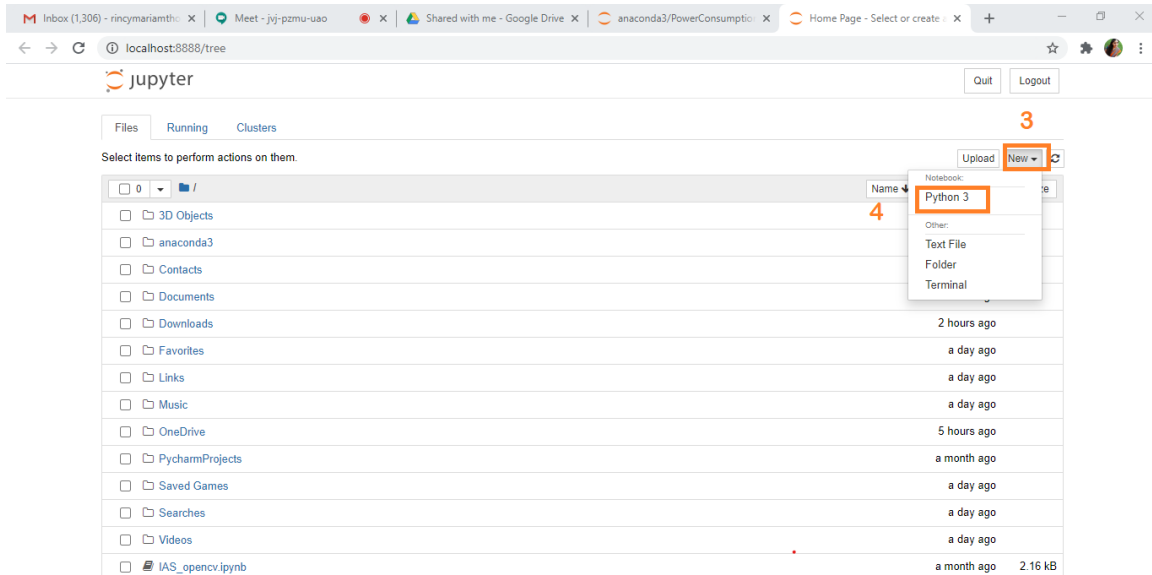 Inbox (1,306) - rincymariamtho
Meet - jvj-pzmu-uao
Shared with me - Google Drive
anaconda3/PowerConsumptio
Home Page - Select or create a
localhost:8888/tree
jupyter
Quit Logout
Files Running Clusters
3
Select items to perform actions on them.
Upload New
0 /
Name
Notebook:
Python 3
4
Other:
Text File
Folder
Terminal
3D Objects
anaconda3
Contacts
Documents
Downloads 2 hours ago
Favorites a day ago
Links a day ago
Music a day ago
OneDrive 5 hours ago
PycharmProjects a month ago
Saved Games a day ago
Searches a day ago
Videos a day ago
IAS_opencv.ipynb a month ago 2.16 kB